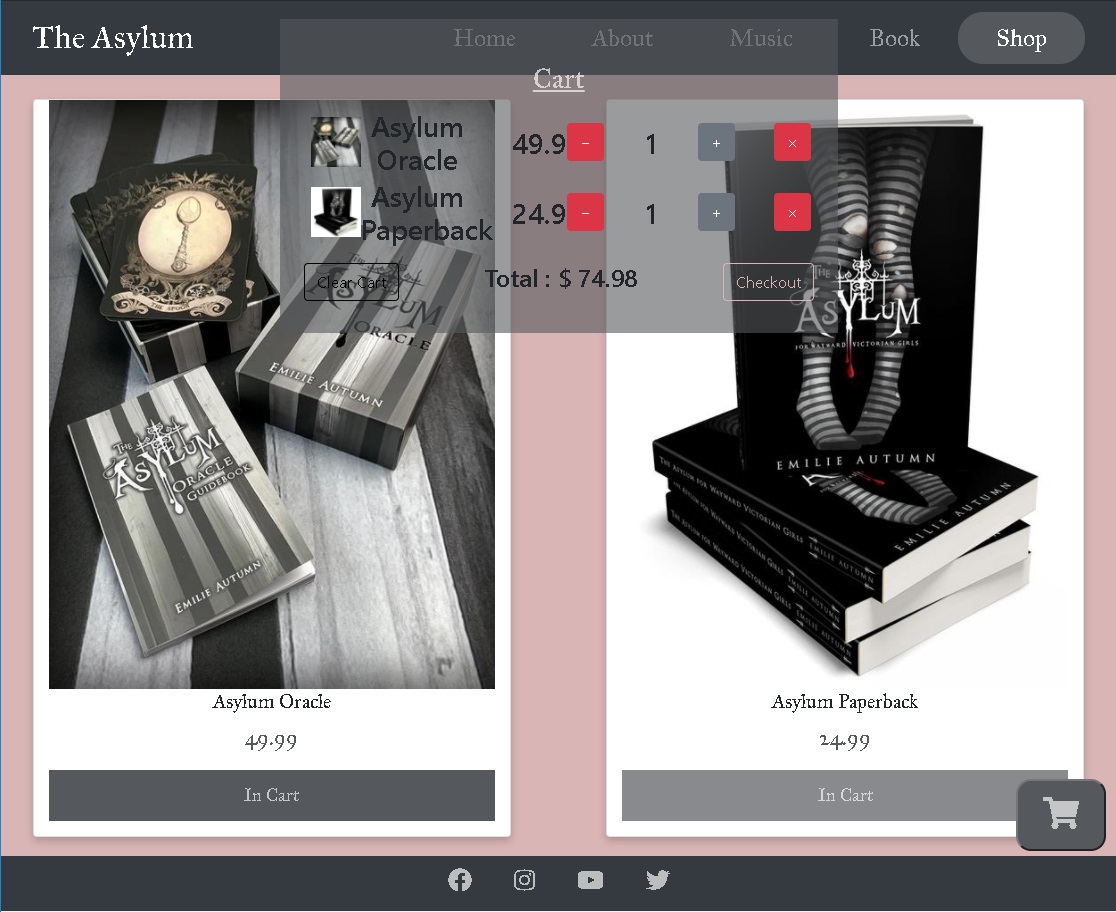 The Asylum
Home
About
Music
Book
Shop
Cart
Asylum
Oracle
49.9
−
1
+
×
Asylum
Paperback
24.9
−
1
+
×
Clear Cart
Total : $ 74.98
Checkout
THE
ASYLUM
ORACLE
EMILIE AUTUMN
THE
ASYLUM
ORACLE
GUIDEBOOK
EMILIE AUTUMN
THE
ASYLUM
FOR WAYWARD VICTORIAN GIRLS
EMILIE AUTUMN
THE ASYLUM FOR WAYWARD VICTORIAN GIRLS
EMILIE AUTUMN
EMILIE AUTUMN
THE ASYLUM FOR WAYWARD VICTORIAN GIRLS
EMILIE AUTUMN
THE ASYLUM FOR WAYWARD VICTORIAN GIRLS
EMILIE AUTUMN
Asylum Oracle
49.99
In Cart
Asylum Paperback
24.99
In Cart